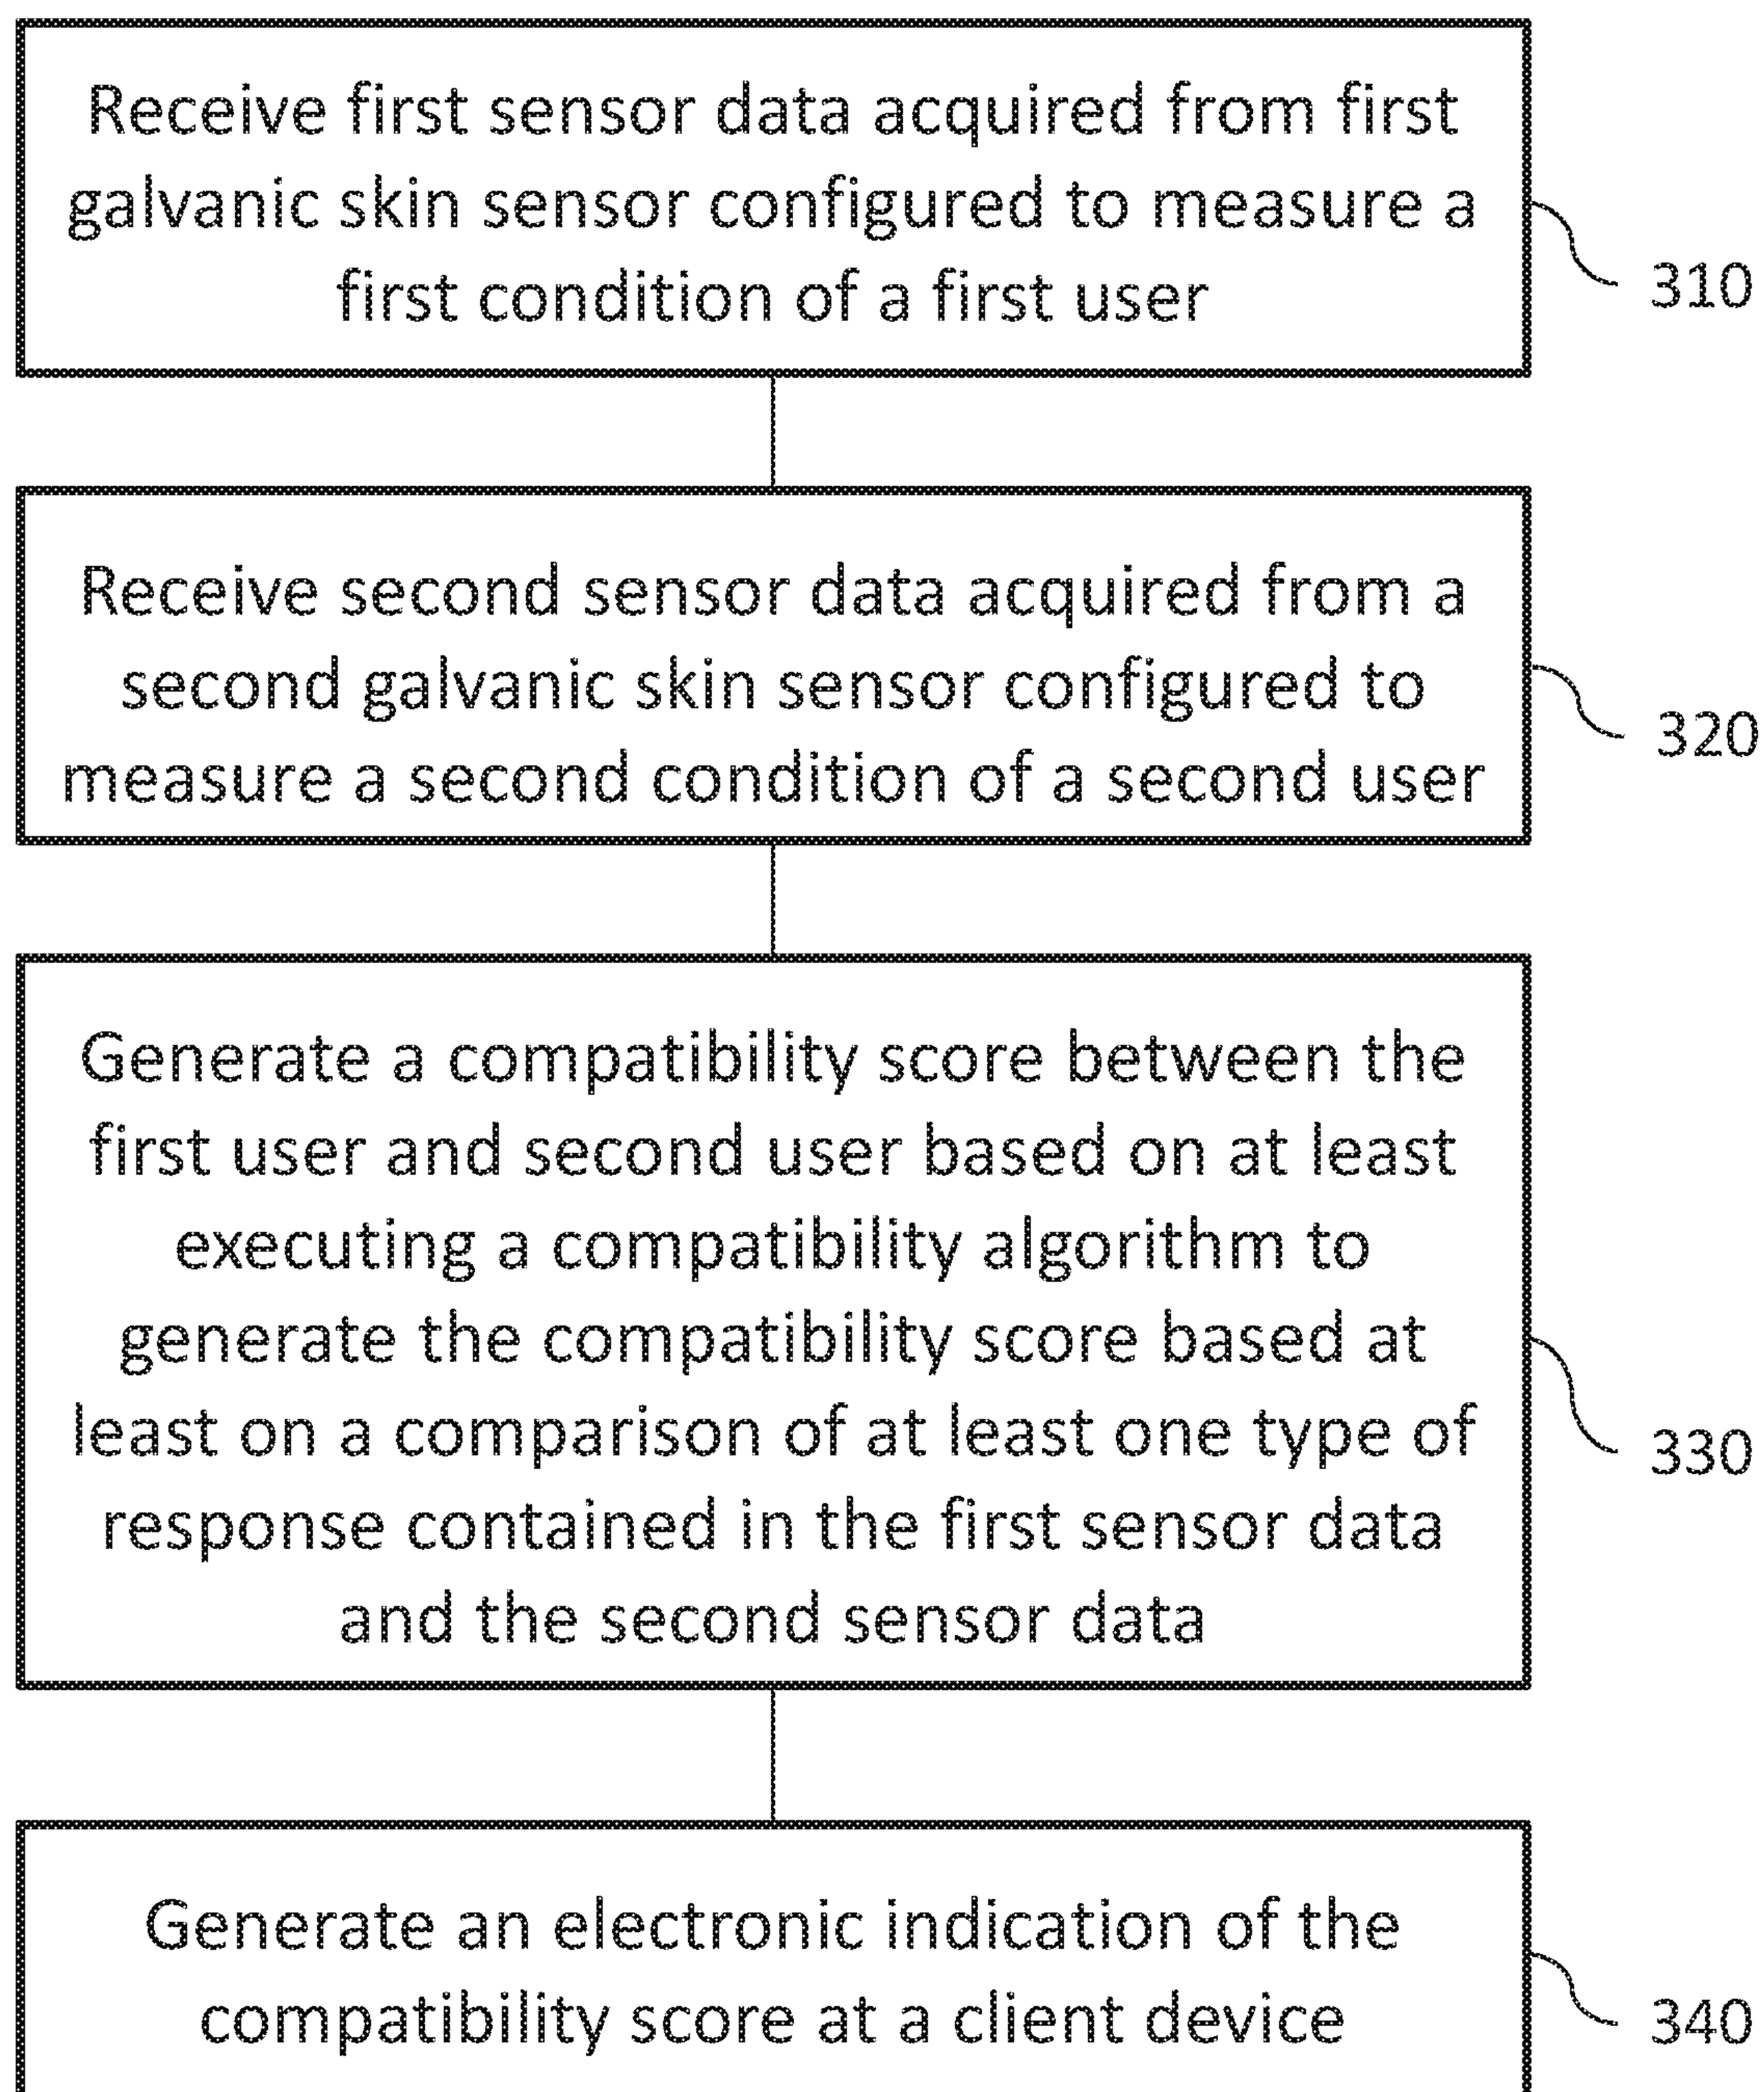 Receive first sensor data acquired from first
galvanic skin sensor configured to measure a
first condition of a first user
310
Receive second sensor data acquired from a
second galvanic skin sensor configured to
measure a second condition of a second user
320
Generate a compatibility score between the
first user and second user based on at least
executing a compatibility algorithm to
generate the compatibility score based at
least on a comparison of at least one type of
response contained in the first sensor data
and the second sensor data
330
Generate an electronic indication of the
compatibility score at a client device
340